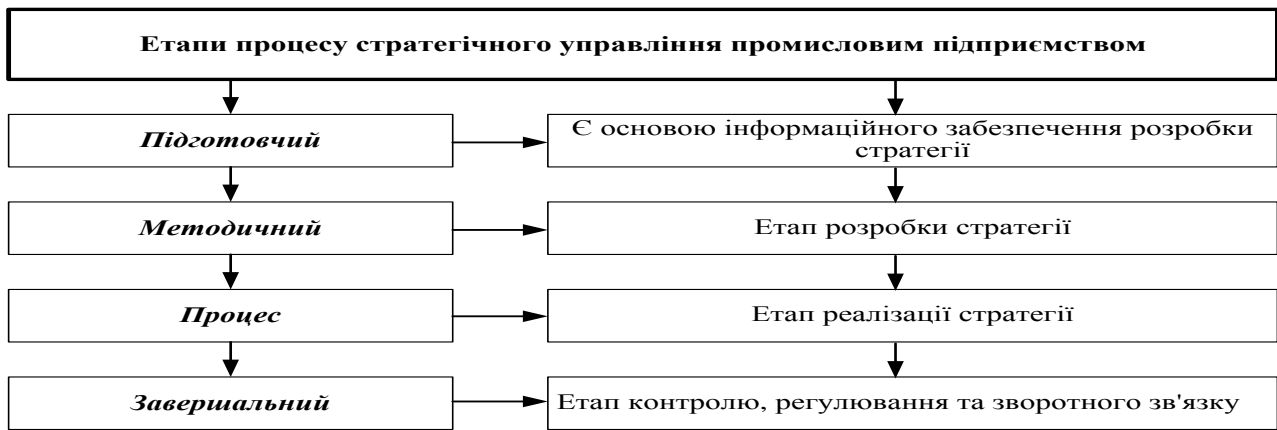 Етапи процесу стратегічного управління промисловим підприємством
Підготовчий
Є основою інформаційного забезпечення розробки
стратегії
Методичний
Етап розробки стратегії
Процес
Етап реалізації стратегії
Завершальний
Етап контролю, регулювання та зворотного зв'язку